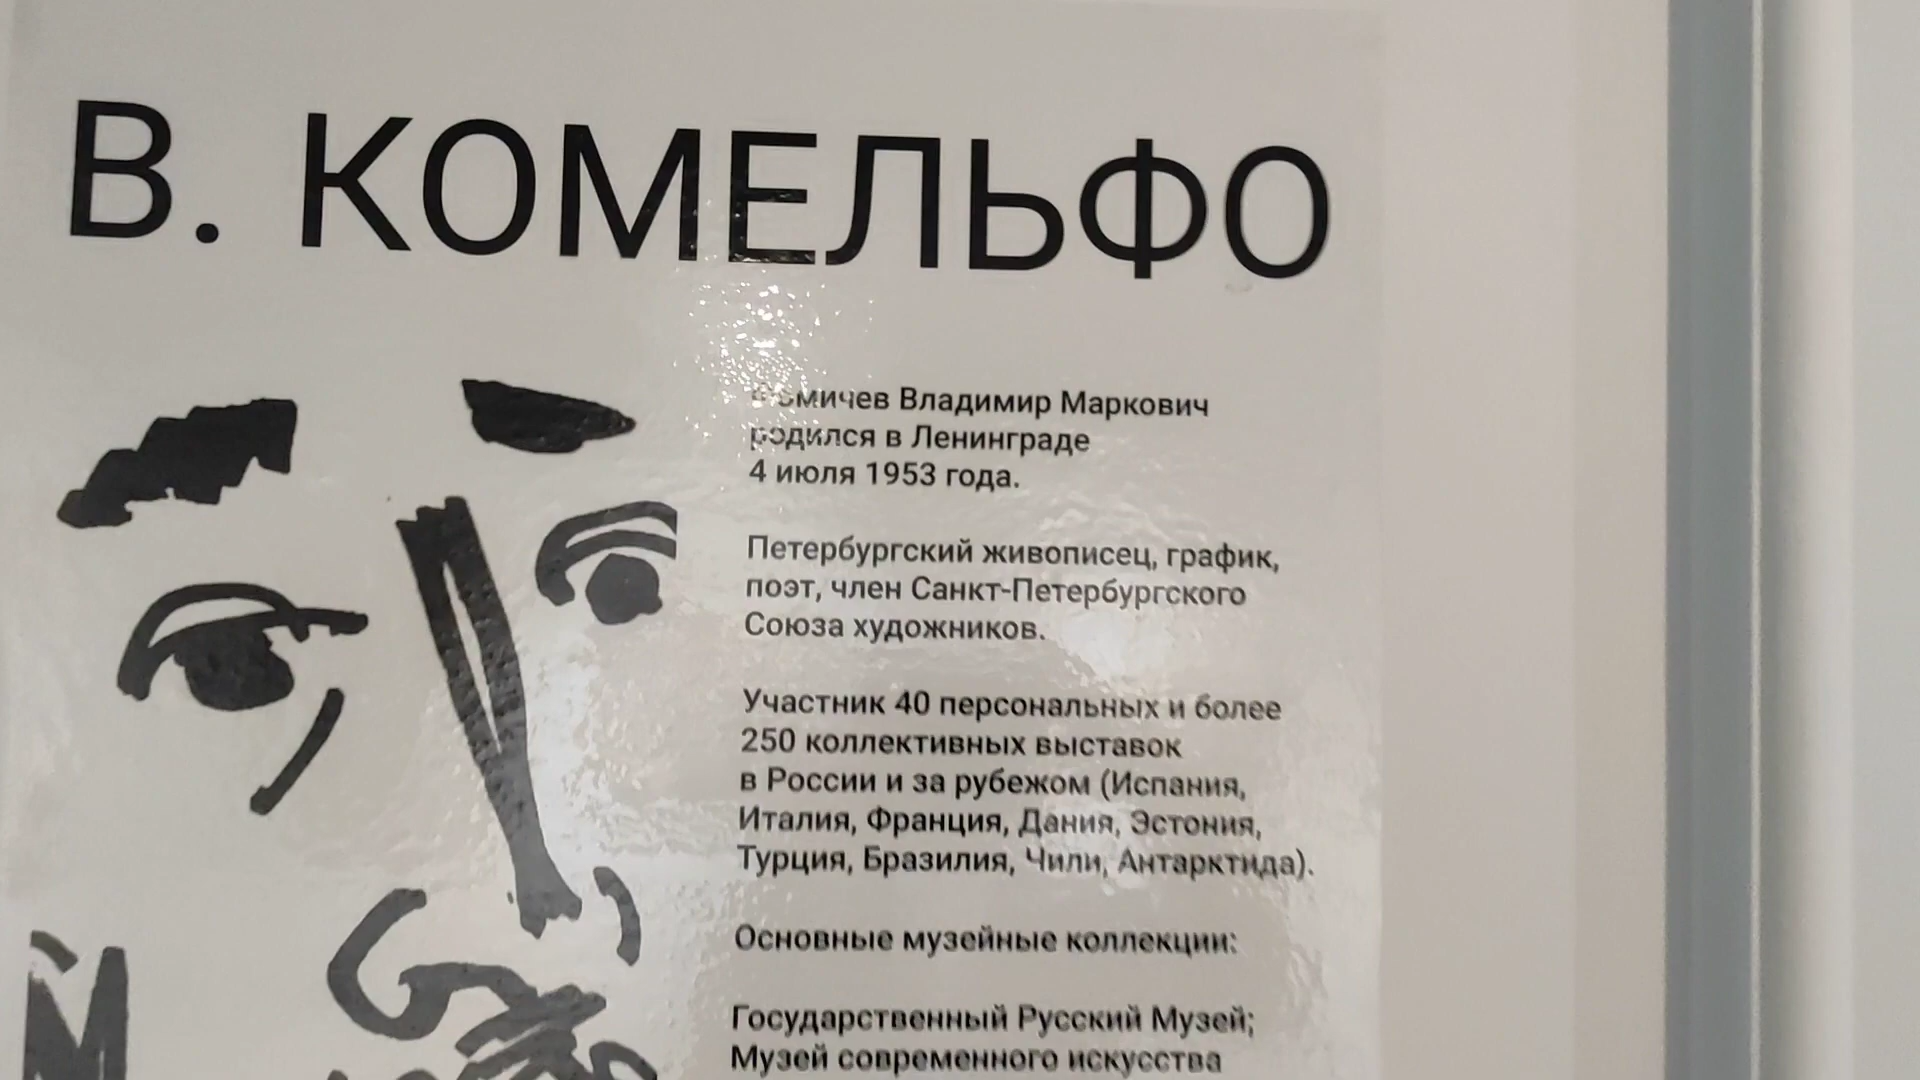 В. КОМЕЛЬФО
Владимир Маркович
родился в Ленинграде
4 июля 1953 года.
Петербургский живописец, график,
поэт, член Санкт-Петербургского
Союза художников.
Участник 40 персональных и более
250 коллективных выставок
в России и за рубежом (Испания,
Италия, Франция, Дания, Эстония,
Турция, Бразилия, Чили, Антарктида).
Основные музейные коллекции:
Государственный Русский Музей;
Музей современного искусства